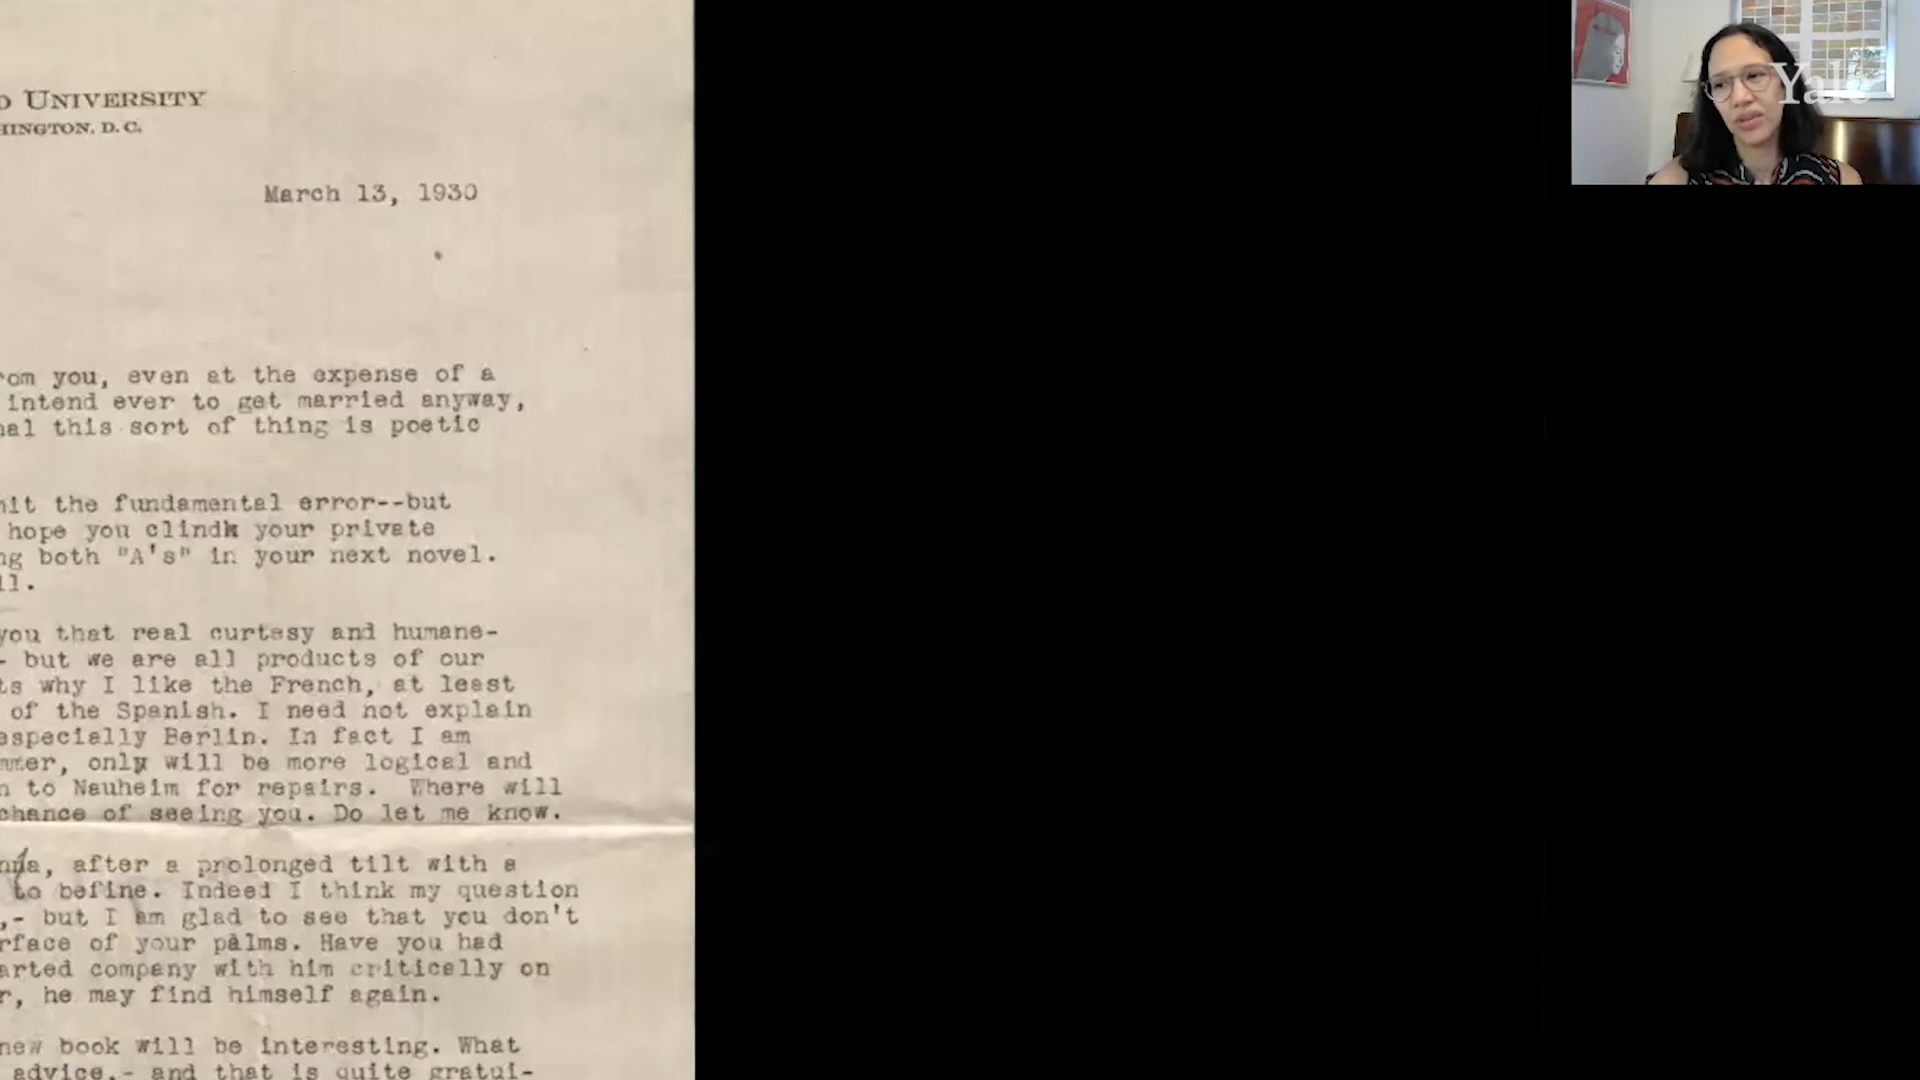 D UNIVERSITY
HINGTON, D. C.
Yale
March 13, 1930
rom you, even at the expense of a
intend ever to get married anyway,
nal this sort of thing is poetic
mit the fundamental error--but
hope you clindk your private
ng both "A's" in your next novel.
ll.
you that real curtesy and humane-
- but we are all products of our
ts why I like the French, at least
of the Spanish. I need not explain
especially Berlin. In fact I am
mmer, only will be more logical and
n to Nauheim for repairs. Where will
chance of seeing you. Do let me know.
nna, after a prolonged tilt with a
to befine. Indeed I think my question
,- but I am glad to see that you don't
rface of your palms. Have you had
arted company with him critically on
r, he may find himself again.
new book will be interesting. What
advice,- and that is quite gratui-